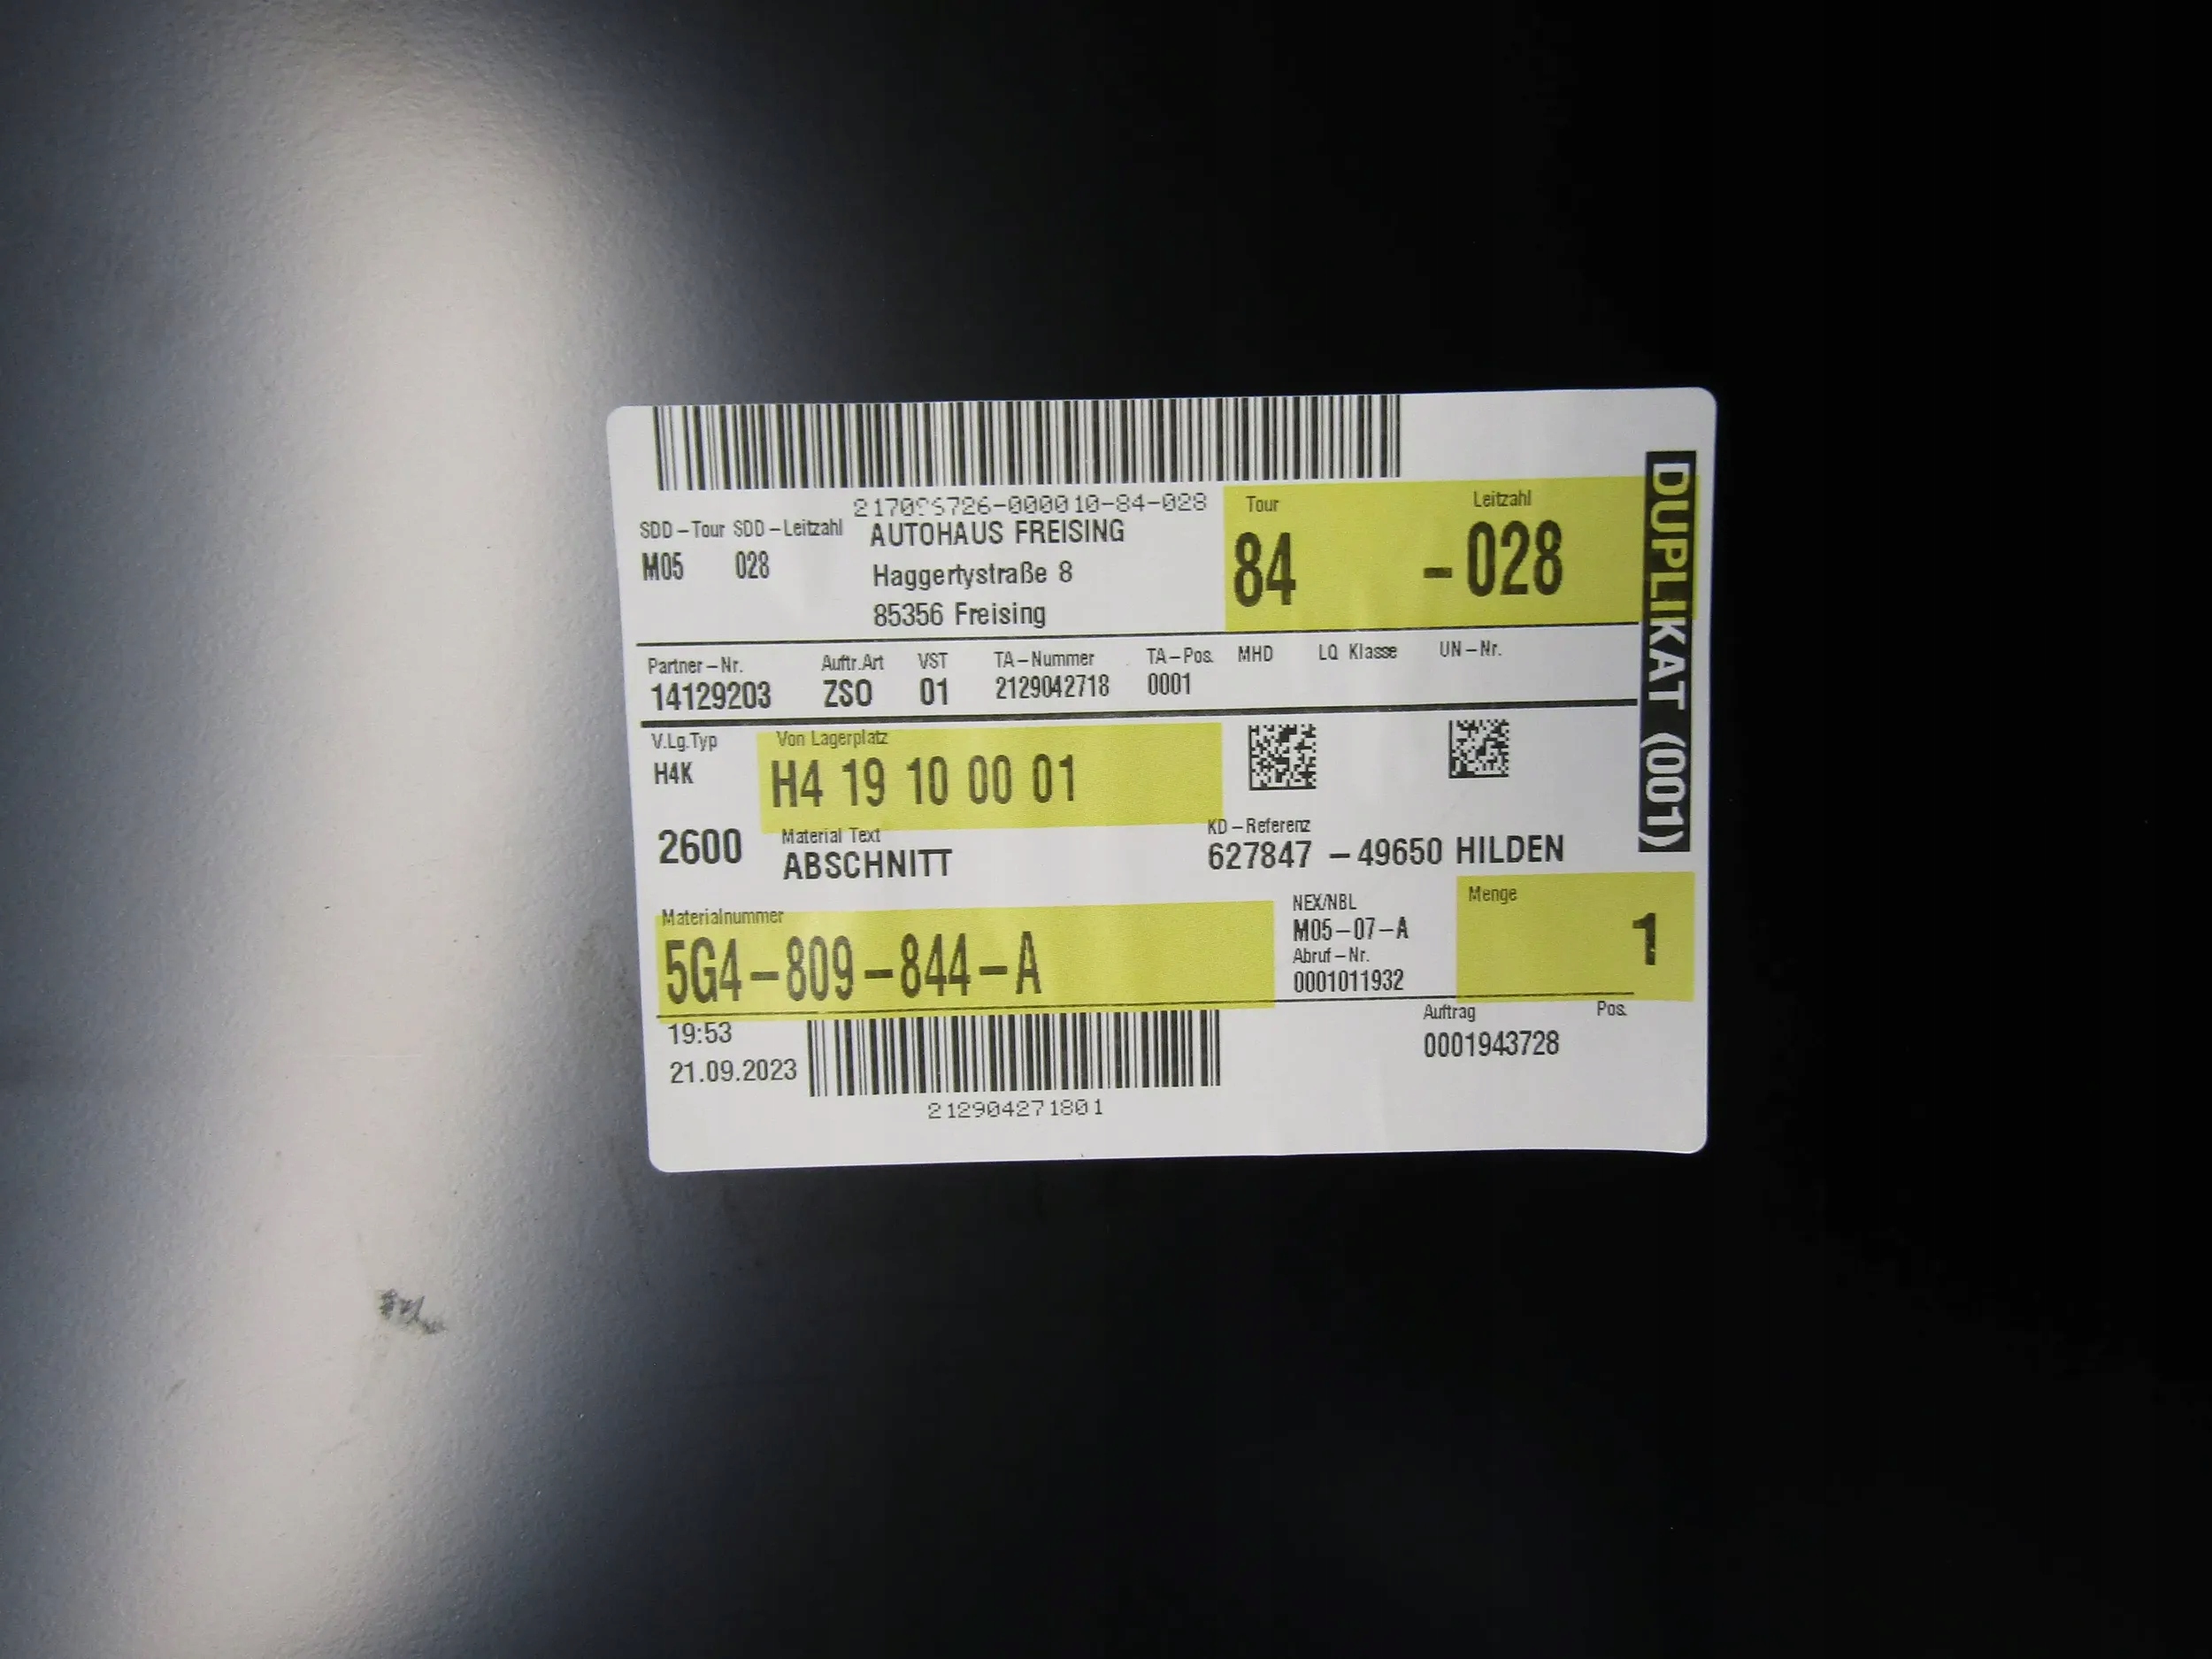 217096726-000010-84-028
SDD-Tour SDD-Leitzahl
M05 028
AUTOHAUS FREISING
Haggertystraße 8
85356 Freising
Tour Leitzahl
84 -028
DUPLIKAT (001)
Partner-Nr. Auftr.Art VST TA-Nummer TA-Pos. MHD LQ Klasse UN-Nr.
14129203 ZSO 01 2129042718 0001
V.Lg.Typ Von Lagerplatz
H4K H4 19 10 00 01
Material Text KD-Referenz
2600 ABSCHNITT 627847 -49650 HILDEN
Materialnummer
5G4-809-844-A
NEX/NBL
M05-07-A
Abruf-Nr.
0001011932
Menge
1
19:53
21.09.2023
212904271801
Auftrag Pos.
0001943728